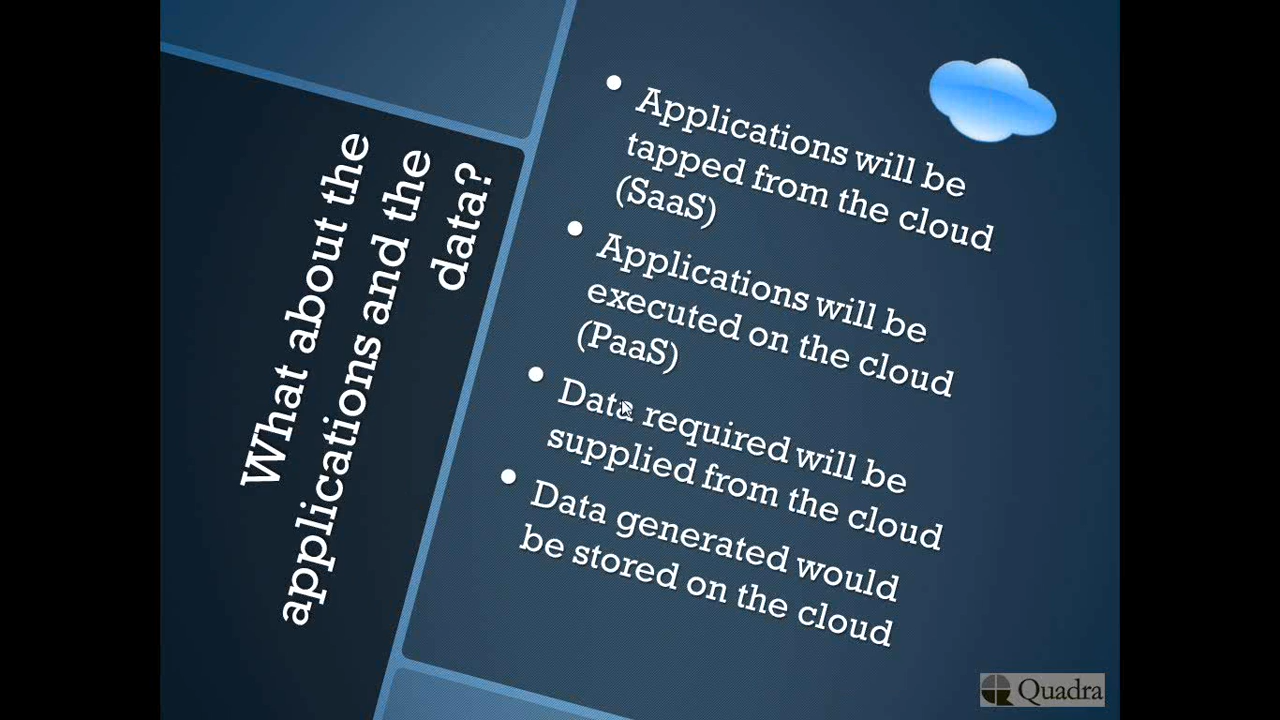 What about the
applications and the
data?
• Applications will be
tapped from the cloud
(SaaS)
• Applications will be
executed on the cloud
(PaaS)
• Data required will be
supplied from the cloud
• Data generated would
be stored on the cloud
Quadra